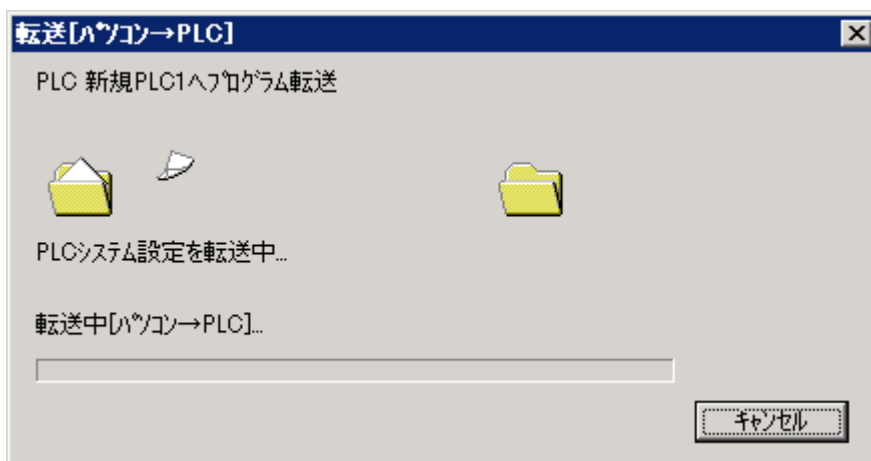 転送[ﾊﾟｿｺﾝ→PLC]
PLC 新規PLC1へﾌﾟﾛｸﾞﾗﾑ転送
PLCｼｽﾃﾑ設定を転送中...
転送中[ﾊﾟｿｺﾝ→PLC]...
ｷｬﾝｾﾙ